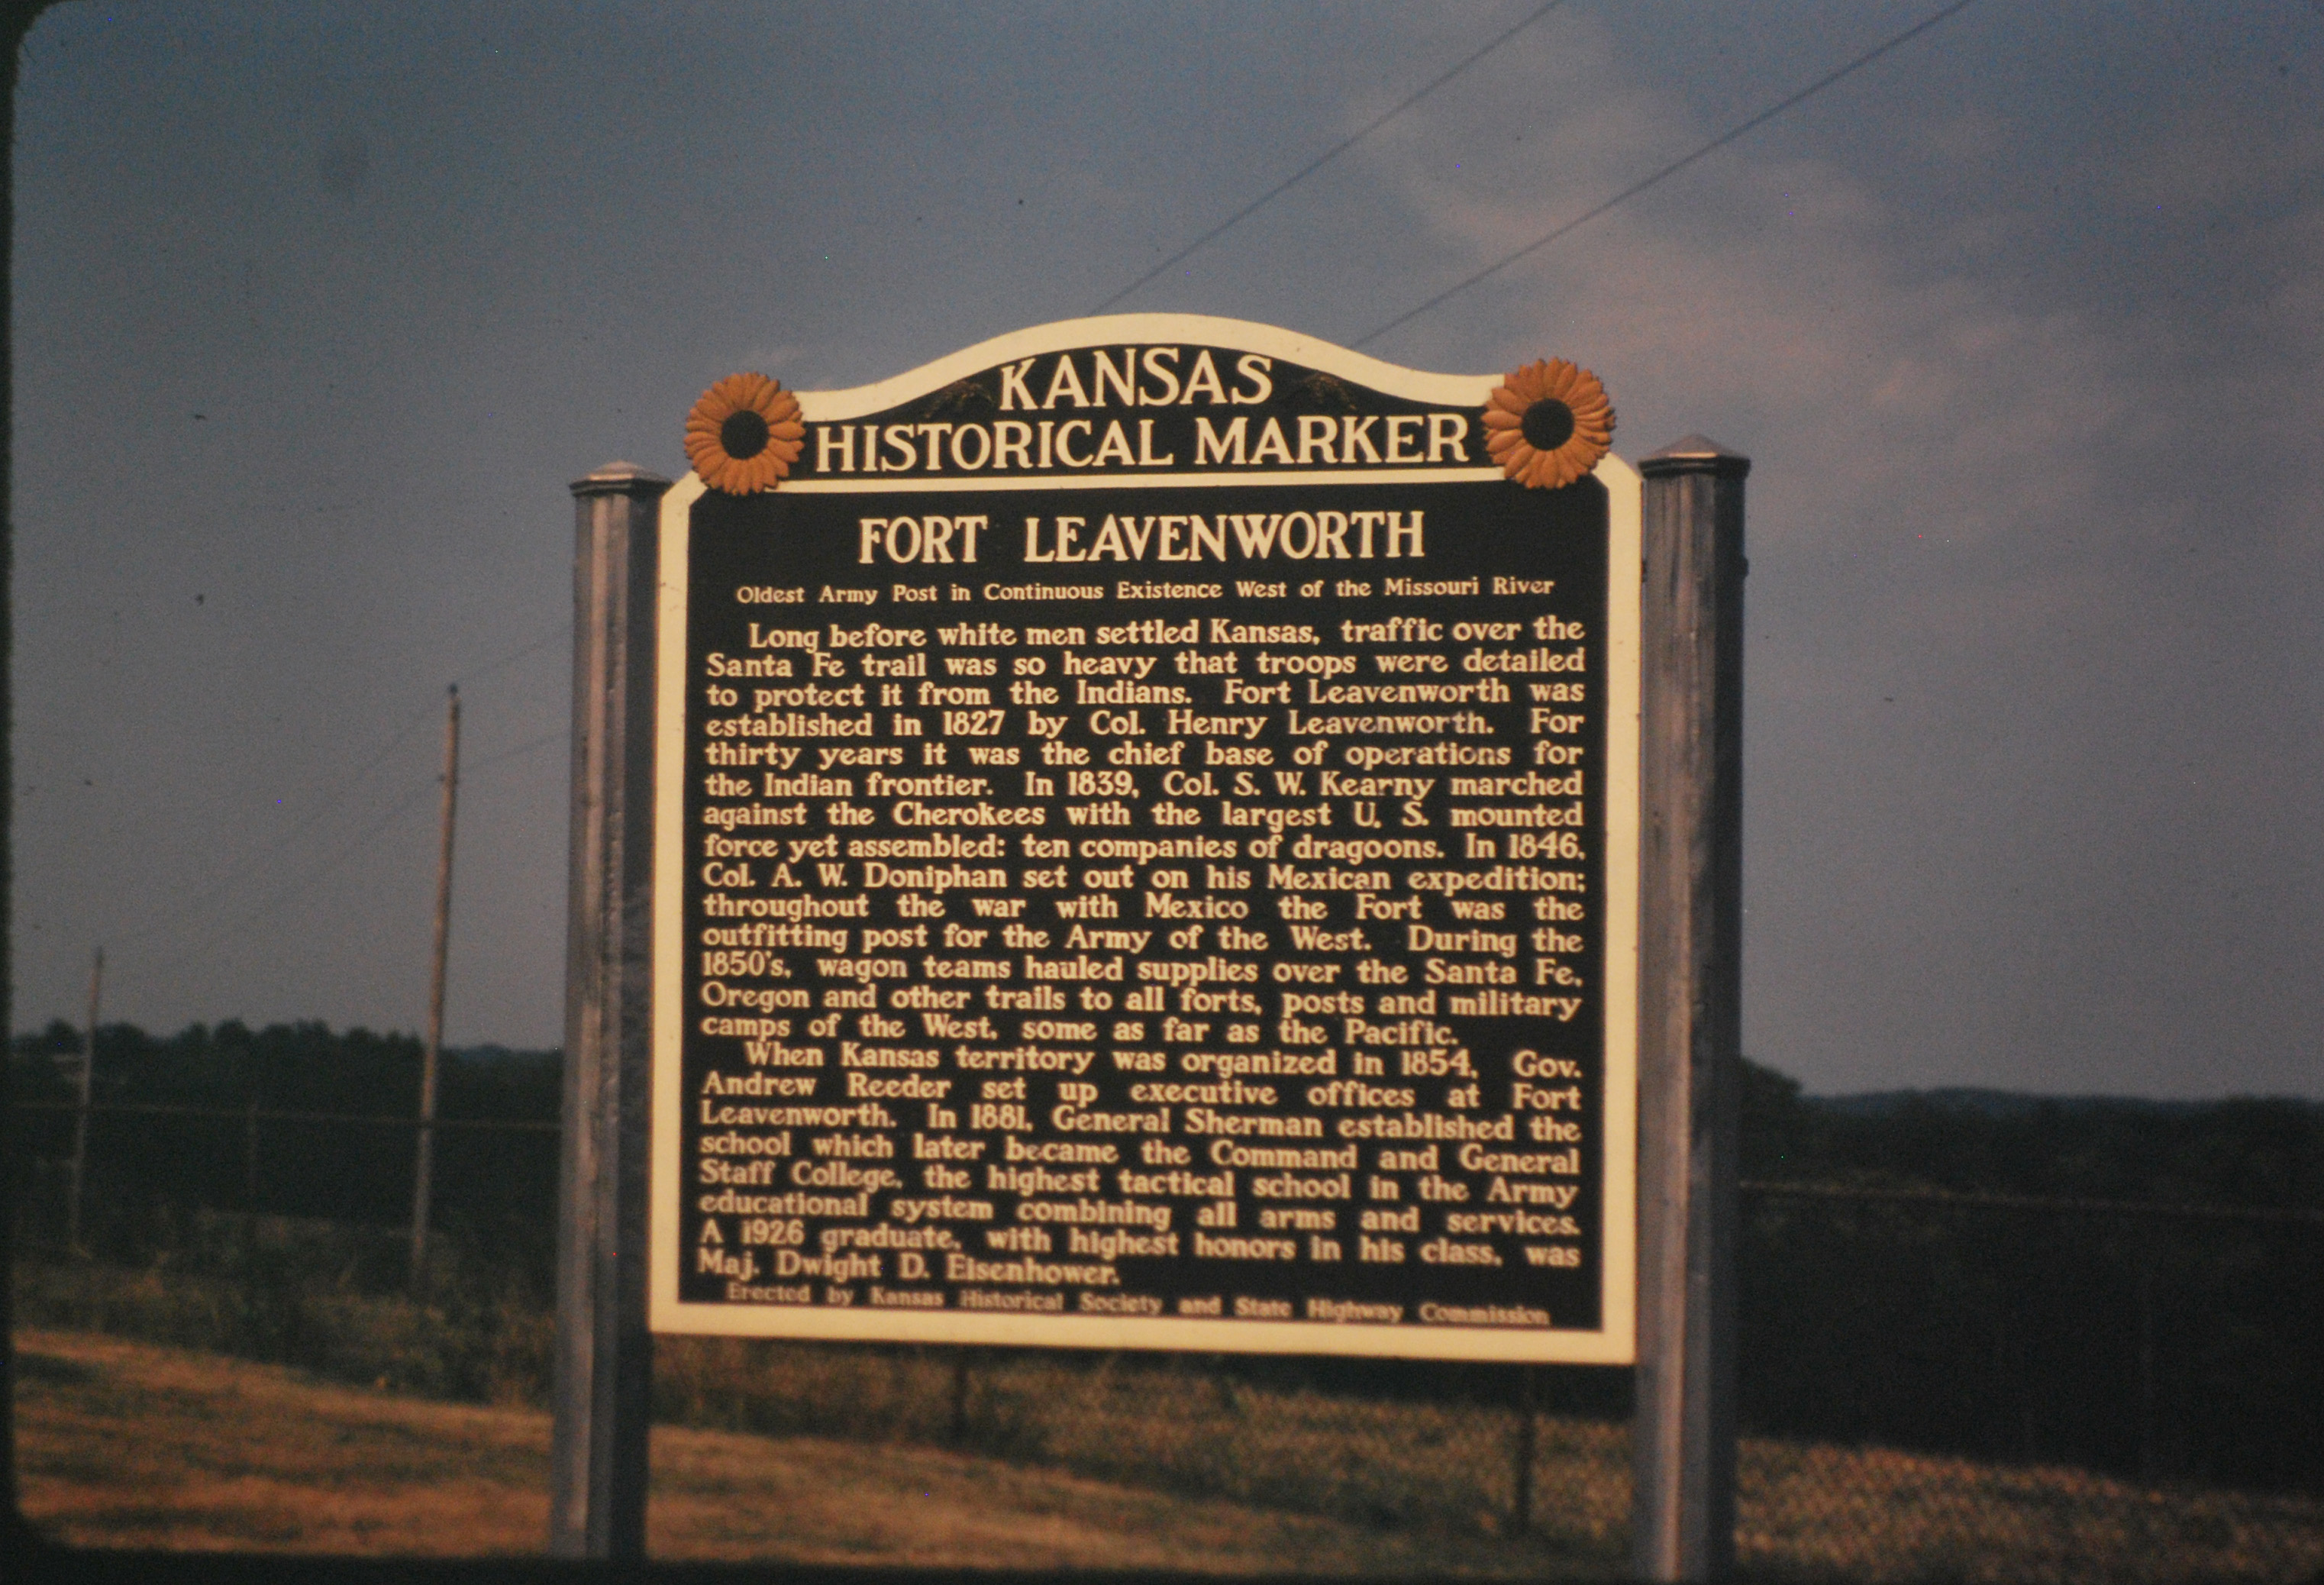 KANSAS
HISTORICAL MARKER
FORT LEAVENWORTH
Oldest Army Post in Continuous Existence West of the Missouri River
Long before white men settled Kansas, traffic over the
Santa Fe trail was so heavy that troops were detailed
to protect it from the Indians. Fort Leavenworth was
established in 1827 by Col. Henry Leavenworth. For
thirty years it was the chief base of operations for
the Indian frontier. In 1839, Col. S. W. Kearny marched
against the Cherokees with the largest U. S. mounted
force yet assembled: ten companies of dragoons. In 1846,
Col. A. W. Doniphan set out on his Mexican expedition;
throughout the war with Mexico the Fort was the
outfitting post for the Army of the West. During the
1850's, wagon teams hauled supplies over the Santa Fe,
Oregon and other trails to all forts, posts and military
camps of the West, some as far as the Pacific.
When Kansas territory was organized in 1854, Gov.
Andrew Reeder set up executive offices at Fort
Leavenworth. In 1881, General Sherman established the
school which later became the Command and General
Staff College, the highest tactical school in the Army
educational system combining all arms and services.
A 1926 graduate, with highest honors in his class, was
Maj. Dwight D. Eisenhower.
Erected by Kansas Historical Society and State Highway Commission